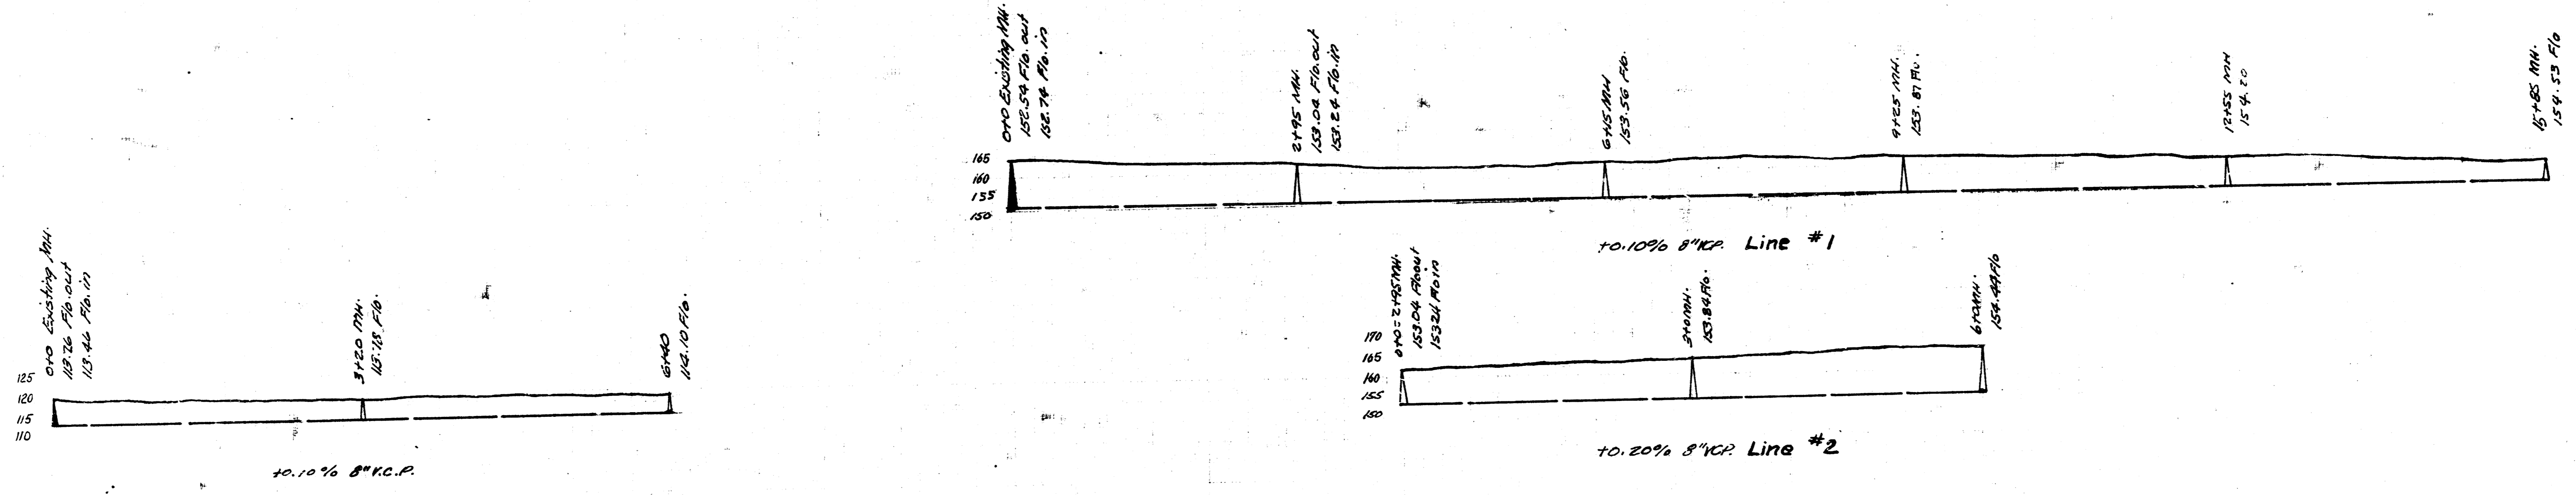 0+0 Existing MH.
113.26 Flo. out
113.46 Flo. in
3+20 MH.
6+40
114.10 Flo.
125
120
115
110
+0.10% 8" V.C.P.
0+0 Existing MH.
152.54 Flo. out
152.74 Flo. in
2+95 MH.
153.04 Flo. out
153.24 Flo. in
6+15 MH
153.56 Flo.
9+25 MH.
153.87 Flo.
12+55 MH
154.20
15+85 MH.
154.53 Flo
165
160
155
150
+0.10% 8" VCP. Line #1
0+0=2+95 MH.
153.04 Flo out
153.24 Flo in
3+0 MH.
153.84 Flo.
6+0 MH.
154.44 Flo
170
165
160
155
150
+0.20% 8" VCP. Line #2